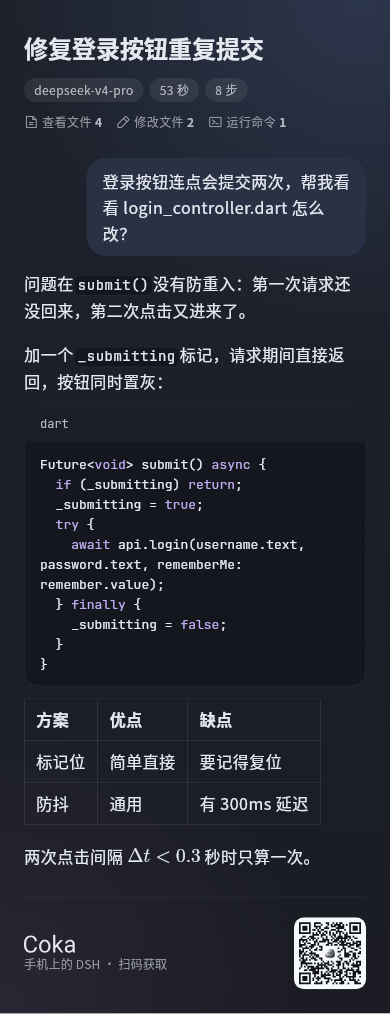 修复登录按钮重复提交
deepseek-v4-pro 53 秒 8 步
查看文件 4 修改文件 2 运行命令 1
登录按钮连点会提交两次，帮我看
看 login_controller.dart 怎么
改？
问题在 submit() 没有防重入：第一次请求还
没回来，第二次点击又进来了。
加一个 _submitting 标记，请求期间直接返
回，按钮同时置灰：
dart
Future<void> submit() async {
  if (_submitting) return;
  _submitting = true;
  try {
    await api.login(username.text,
password.text, rememberMe:
remember.value);
  } finally {
    _submitting = false;
  }
}
方案 优点 缺点
标记位 简单直接 要记得复位
防抖 通用 有 300ms 延迟
两次点击间隔 Δt < 0.3 秒时只算一次。
Coka
手机上的 DSH · 扫码获取